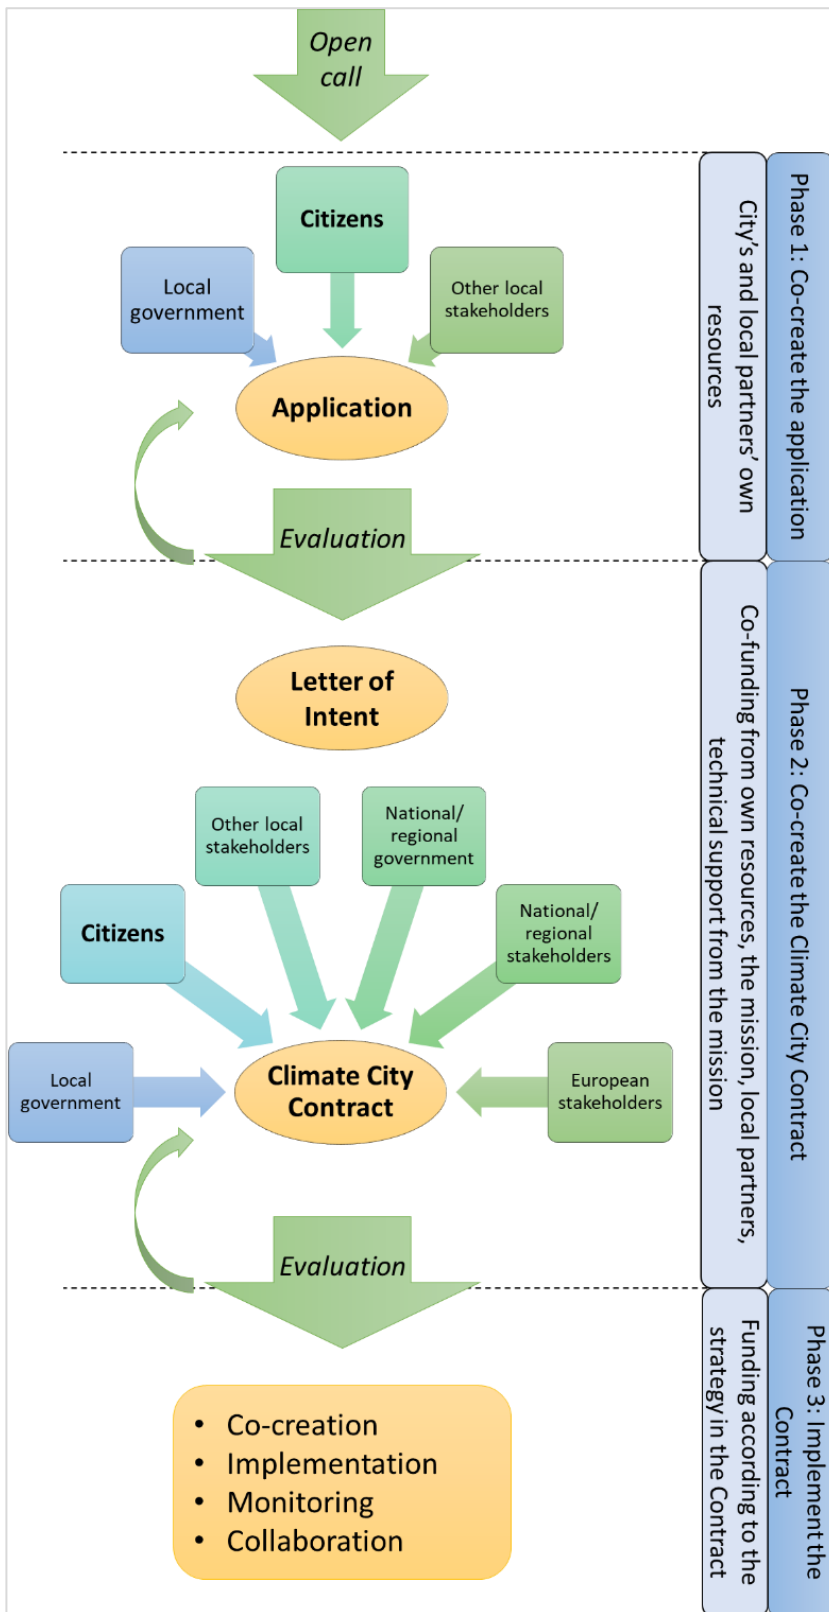 Open
call
Citizens
Local
government
Other local
stakeholders
Application
Evaluation
Phase 1: Co-create the application
City's and local partners' own
resources
Letter of
Intent
Other local
stakeholders
National/
regional
government
Citizens
National/
regional
stakeholders
Local
government
Climate City
Contract
European
stakeholders
Evaluation
Phase 2: Co-create the Climate City Contract
Co-funding from own resources, the mission, local partners,
technical support from the mission
• Co-creation
• Implementation
• Monitoring
• Collaboration
Phase 3: Implement the
Contract
Funding according to the
strategy in the Contract